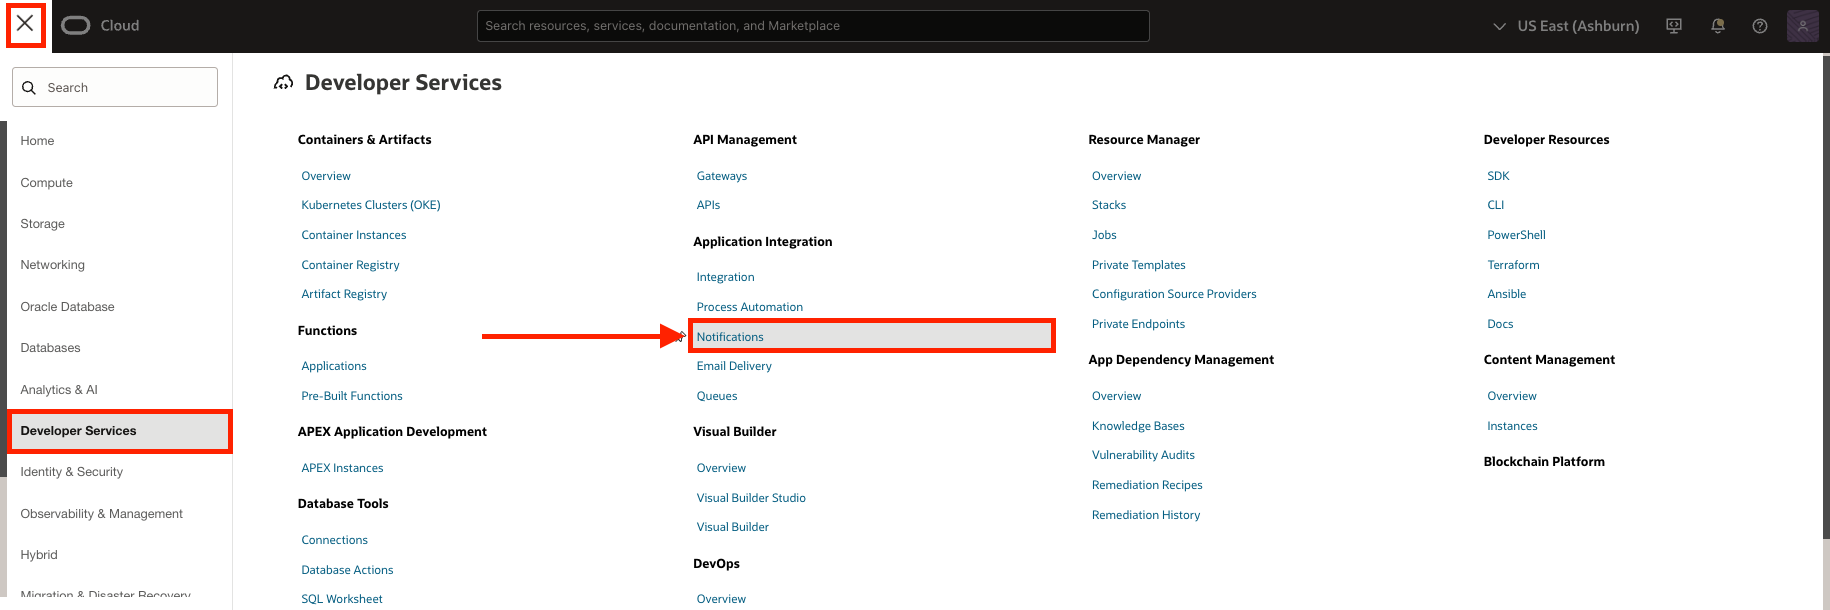 Cloud
Search resources, services, documentation, and Marketplace
US East (Ashburn)
Search
Home
Compute
Storage
Networking
Oracle Database
Databases
Analytics & AI
Developer Services
Identity & Security
Observability & Management
Hybrid
Migration & Disaster Recovery
Developer Services
Containers & Artifacts
Overview
Kubernetes Clusters (OKE)
Container Instances
Container Registry
Artifact Registry
Functions
Applications
Pre-Built Functions
APEX Application Development
APEX Instances
Database Tools
Connections
Database Actions
SQL Worksheet
API Management
Gateways
APIs
Application Integration
Integration
Process Automation
Notifications
Email Delivery
Queues
Visual Builder
Overview
Visual Builder Studio
Visual Builder
DevOps
Overview
Resource Manager
Overview
Stacks
Jobs
Private Templates
Configuration Source Providers
Private Endpoints
App Dependency Management
Overview
Knowledge Bases
Vulnerability Audits
Remediation Recipes
Remediation History
Developer Resources
SDK
CLI
PowerShell
Terraform
Ansible
Docs
Content Management
Overview
Instances
Blockchain Platform